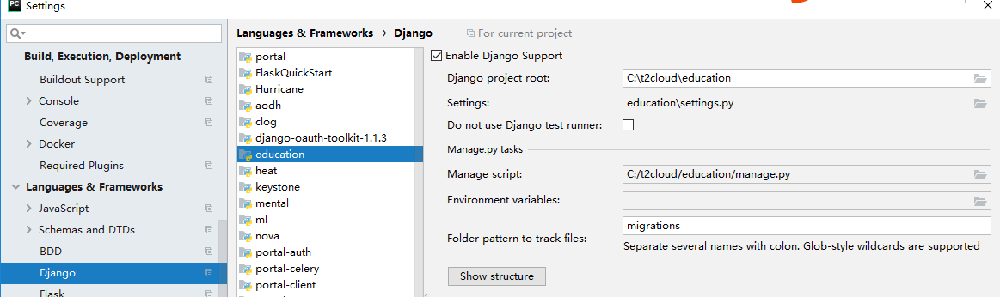 PC Settings
Languages & Frameworks › Django For current project
Build, Execution, Deployment
Buildout Support
Console
Coverage
Docker
Required Plugins
Languages & Frameworks
JavaScript
Schemas and DTDs
BDD
Django
Flask
portal
FlaskQuickStart
Hurricane
aodh
clog
django-oauth-toolkit-1.1.3
education
heat
keystone
mental
ml
nova
portal-auth
portal-celery
portal-client
Enable Django Support
Django project root: C:\t2cloud\education
Settings: education\settings.py
Do not use Django test runner:
Manage.py tasks
Manage script: C:/t2cloud/education/manage.py
Environment variables:
Folder pattern to track files: migrations
Separate several names with colon. Glob-style wildcards are supported
Show structure